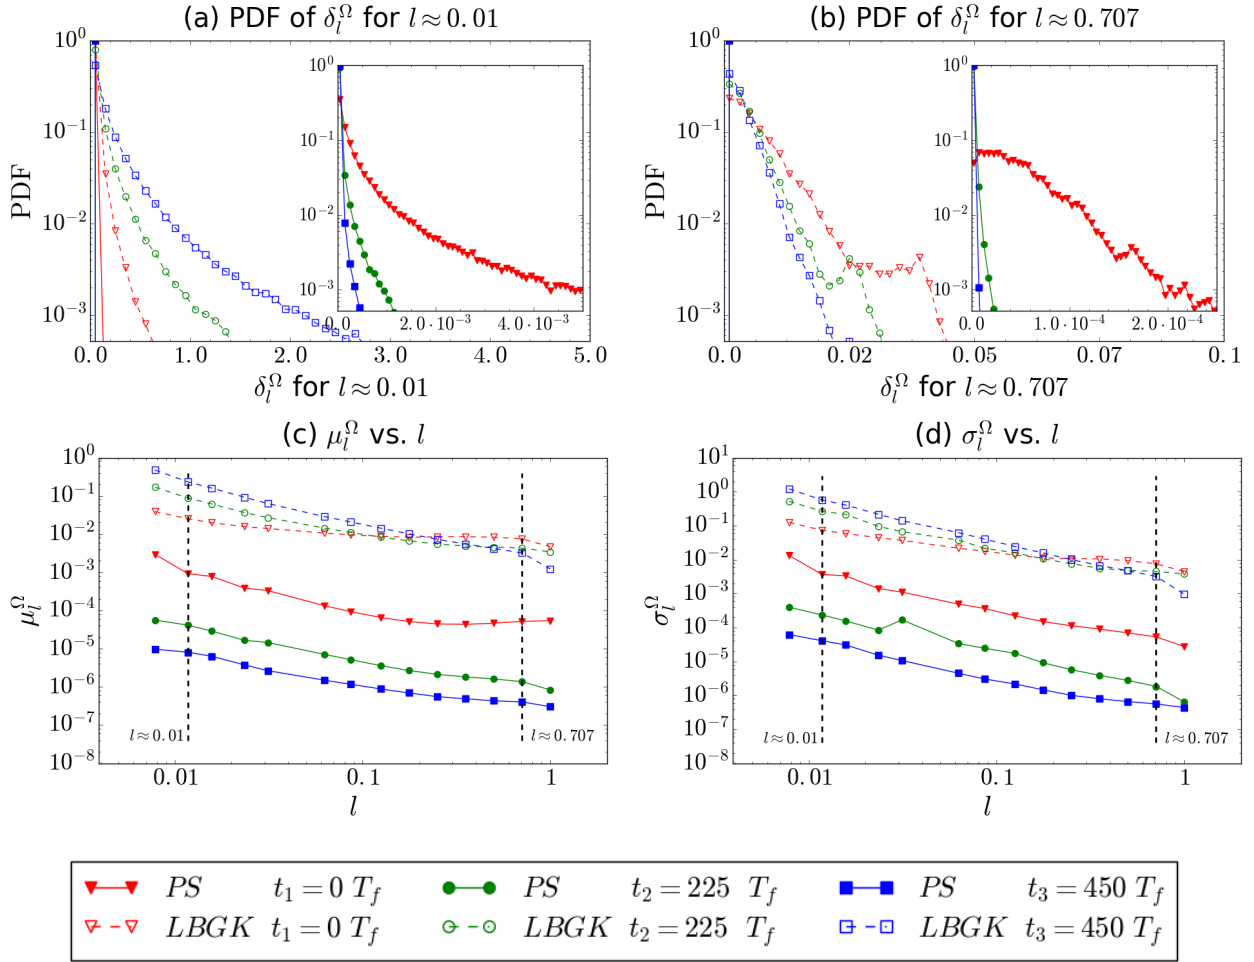 (a) PDF of δ_l^Ω for l ≈ 0.01
(b) PDF of δ_l^Ω for l ≈ 0.707
PDF
10^0
10^-1
10^-2
10^-3
0.0 1.0 2.0 3.0 4.0 5.0
δ_l^Ω for l ≈ 0.01
10^0
10^-1
10^-2
10^-3
0.0 2.0·10^-3
PDF
10^0
10^-1
10^-2
10^-3
0.0 0.02 0.05 0.07 0.1
δ_l^Ω for l ≈ 0.707
10^0
10^-1
10^-2
10^-3
0.0 1.0·10^-4 2.0·10^-4
(c) μ_l^Ω vs. l
μ_l^Ω
10^0
10^-1
10^-2
10^-3
10^-4
10^-5
10^-6
10^-7
10^-8
l ≈ 0.01
l ≈ 0.707
0.01 0.1 1
l
(d) σ_l^Ω vs. l
σ_l^Ω
10^1
10^0
10^-1
10^-2
10^-3
10^-4
10^-5
10^-6
10^-7
10^-8
l ≈ 0.01
l ≈ 0.707
0.01 0.1 1
l
PS t_1 = 0 T_f
PS t_2 = 225 T_f
PS t_3 = 450 T_f
LBGK t_1 = 0 T_f
LBGK t_2 = 225 T_f
LBGK t_3 = 450 T_f